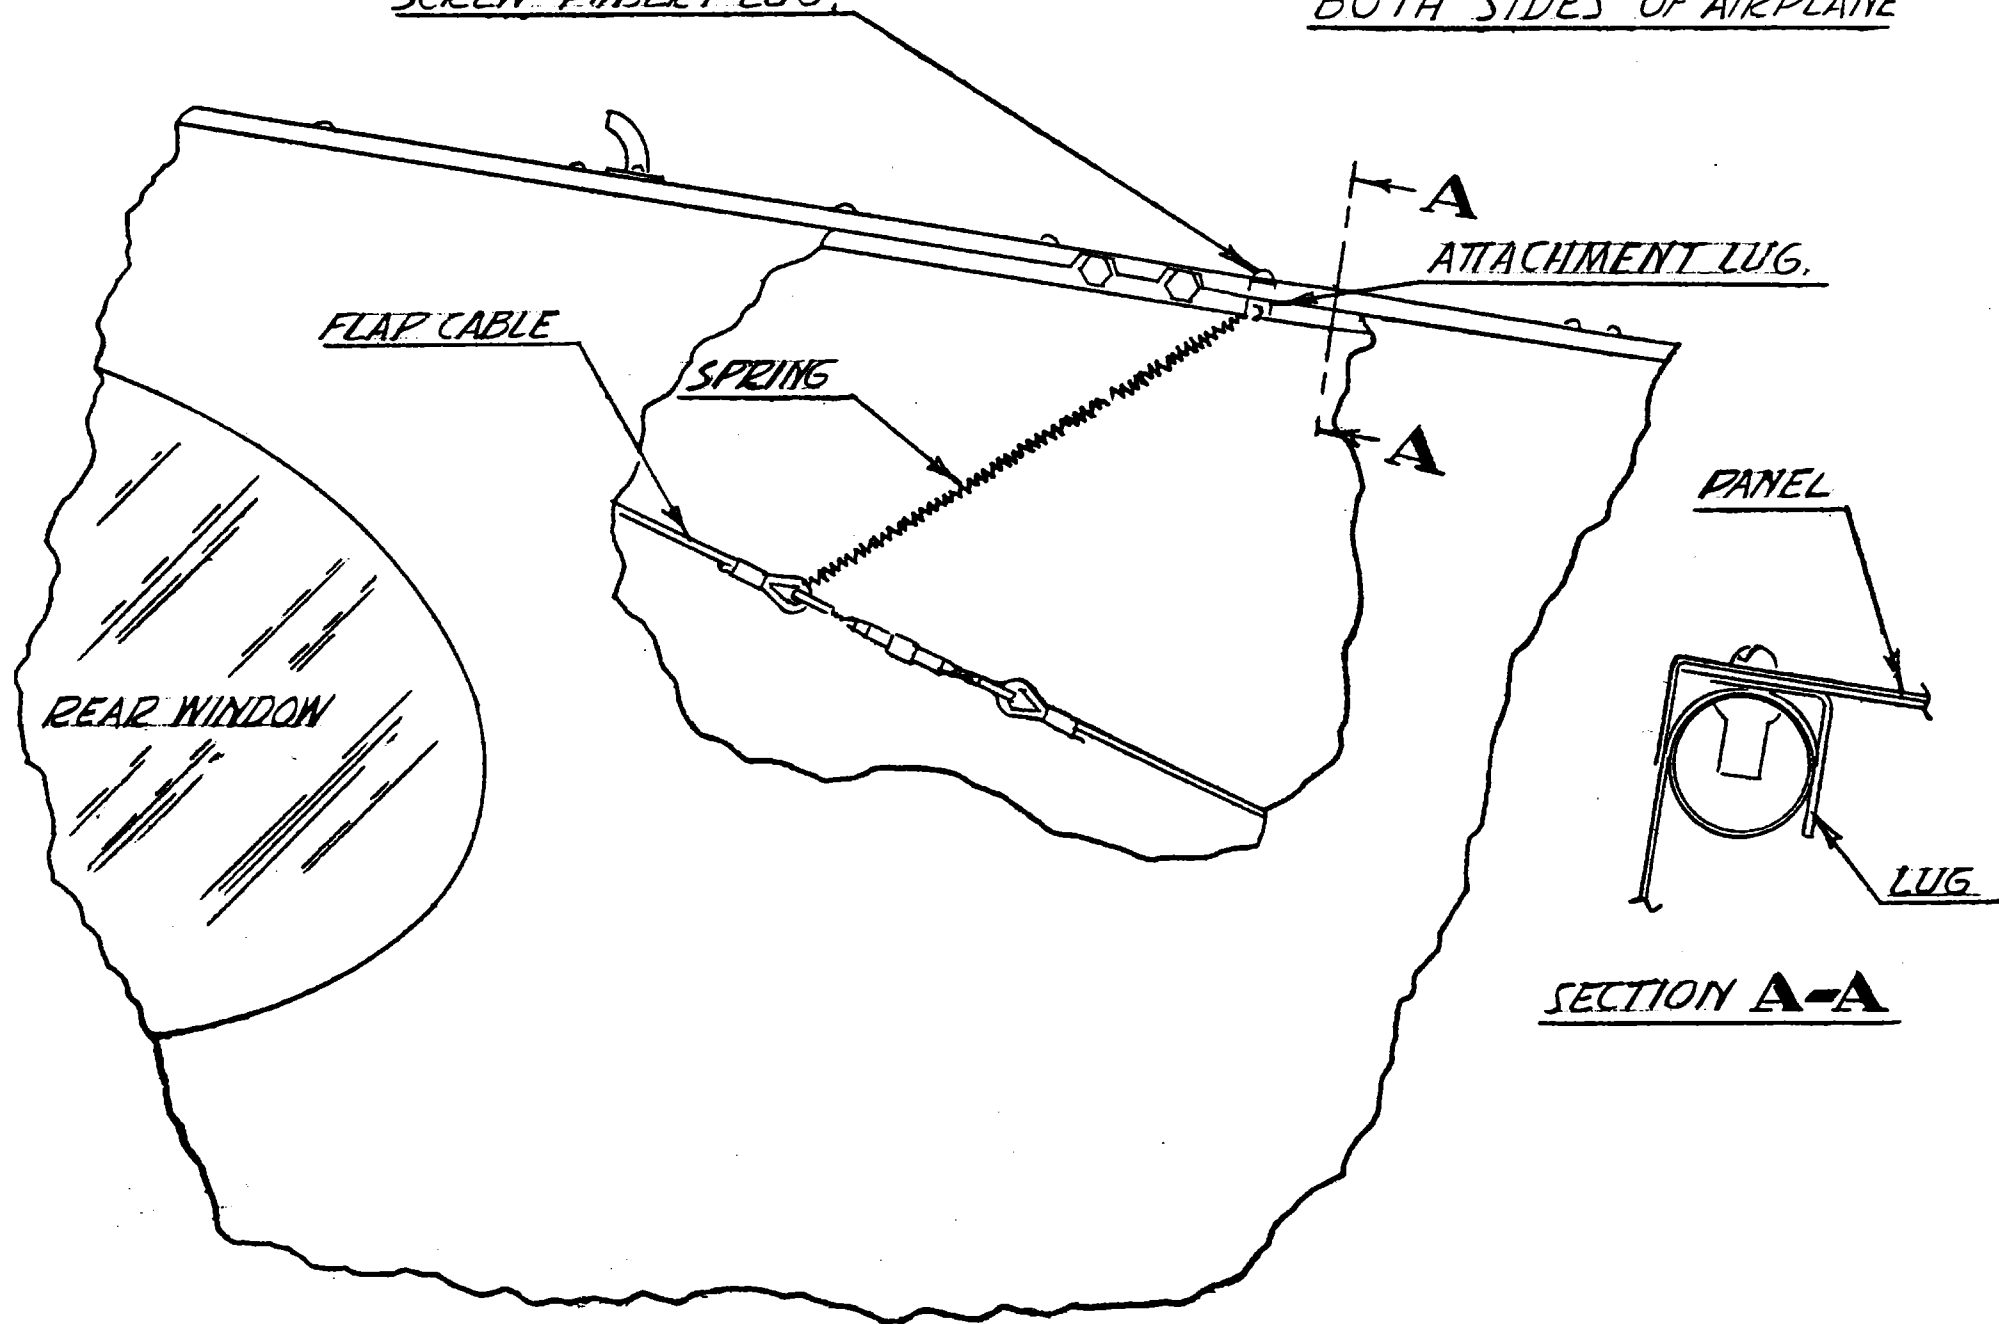 BOTH SIDES OF AIRPLANE
A
ATTACHMENT LUG.
FLAP CABLE
SPRING
A
PANEL
REAR WINDOW
LUG
SECTION A-A